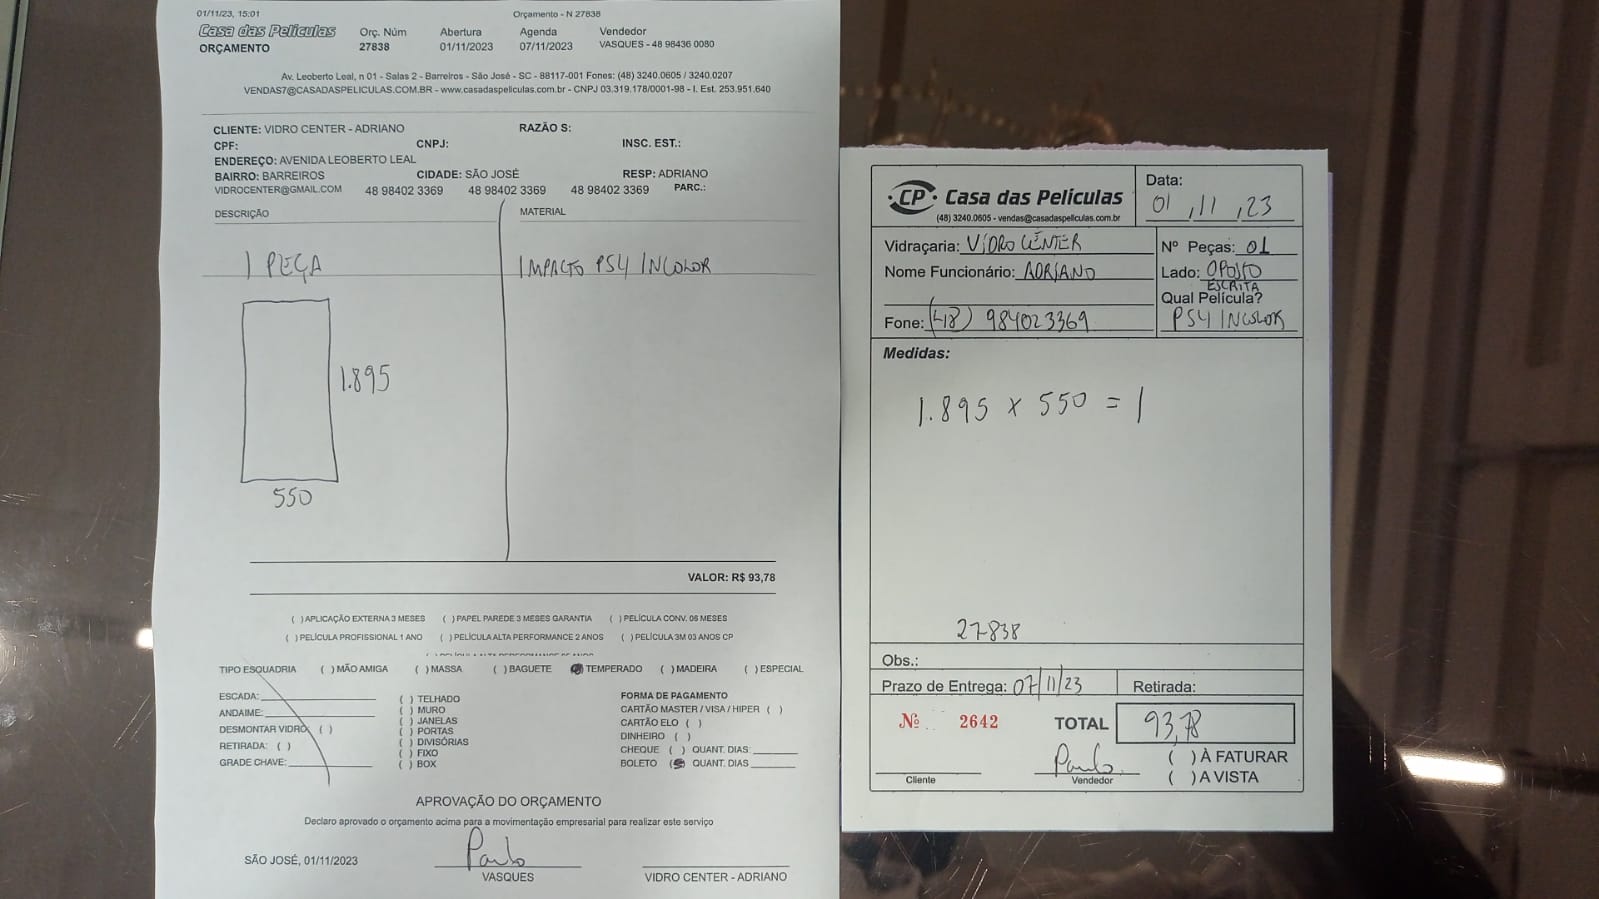 01/11/23, 15:01
Orçamento - N 27838
Casa das Películas
ORÇAMENTO
Orç. Núm
27838
Abertura
01/11/2023
Agenda
07/11/2023
Vendedor
VASQUES - 48 98436 0080
Av. Leoberto Leal, n 01 - Salas 2 - Barreiros - São José - SC - 88117-001 Fones: (48) 3240.0605 / 3240.0207
VENDAS7@CASADASPELICULAS.COM.BR - www.casadaspeliculas.com.br - CNPJ 03.319.178/0001-98 - I. Est. 253.951.640
CLIENTE: VIDRO CENTER - ADRIANO RAZÃO S:
CPF: CNPJ: INSC. EST.:
ENDEREÇO: AVENIDA LEOBERTO LEAL
BAIRRO: BARREIROS CIDADE: SÃO JOSÉ RESP: ADRIANO
VIDROCENTER@GMAIL.COM 48 98402 3369 48 98402 3369 48 98402 3369 PARC.:
DESCRIÇÃO MATERIAL
1 PEÇA IMPACTO PS4 INCOLOR
1.895
550
VALOR: R$ 93,78
( ) APLICAÇÃO EXTERNA 3 MESES ( ) PAPEL PAREDE 3 MESES GARANTIA ( ) PELÍCULA CONV. 06 MESES
( ) PELÍCULA PROFISSIONAL 1 ANO ( ) PELÍCULA ALTA PERFORMANCE 2 ANOS ( ) PELÍCULA 3M 03 ANOS CP
TIPO ESQUADRIA ( ) MÃO AMIGA ( ) MASSA ( ) BAGUETE ( ) TEMPERADO ( ) MADEIRA ( ) ESPECIAL
ESCADA:
ANDAIME:
DESMONTAR VIDRO: ( )
RETIRADA: ( )
GRADE CHAVE:
( ) TELHADO
( ) MURO
( ) JANELAS
( ) PORTAS
( ) DIVISÓRIAS
( ) FIXO
( ) BOX
FORMA DE PAGAMENTO
CARTÃO MASTER / VISA / HIPER ( )
CARTÃO ELO ( )
DINHEIRO ( )
CHEQUE ( ) QUANT. DIAS:
BOLETO ( ) QUANT. DIAS
APROVAÇÃO DO ORÇAMENTO
Declaro aprovado o orçamento acima para a movimentação empresarial para realizar este serviço
Paulo
SÃO JOSÉ, 01/11/2023
VASQUES
VIDRO CENTER - ADRIANO
CP Casa das Películas
(48) 3240.0605 - vendas@casadaspeliculas.com.br
Data:
01, 11, 23
Vidraçaria: VIDRO CENTER
Nome Funcionário: ADRIANO
Fone: (48) 984023369
Nº Peças: 01
Lado: OPOSTO
ESCRITA
Qual Película?
PS4 INCOLOR
Medidas:
1.895 x 550 = 1
27838
Obs.:
Prazo de Entrega: 07/11/23 Retirada:
Nº 2642 TOTAL 93,78
Paulo
Cliente
Vendedor
( ) À FATURAR
( ) A VISTA